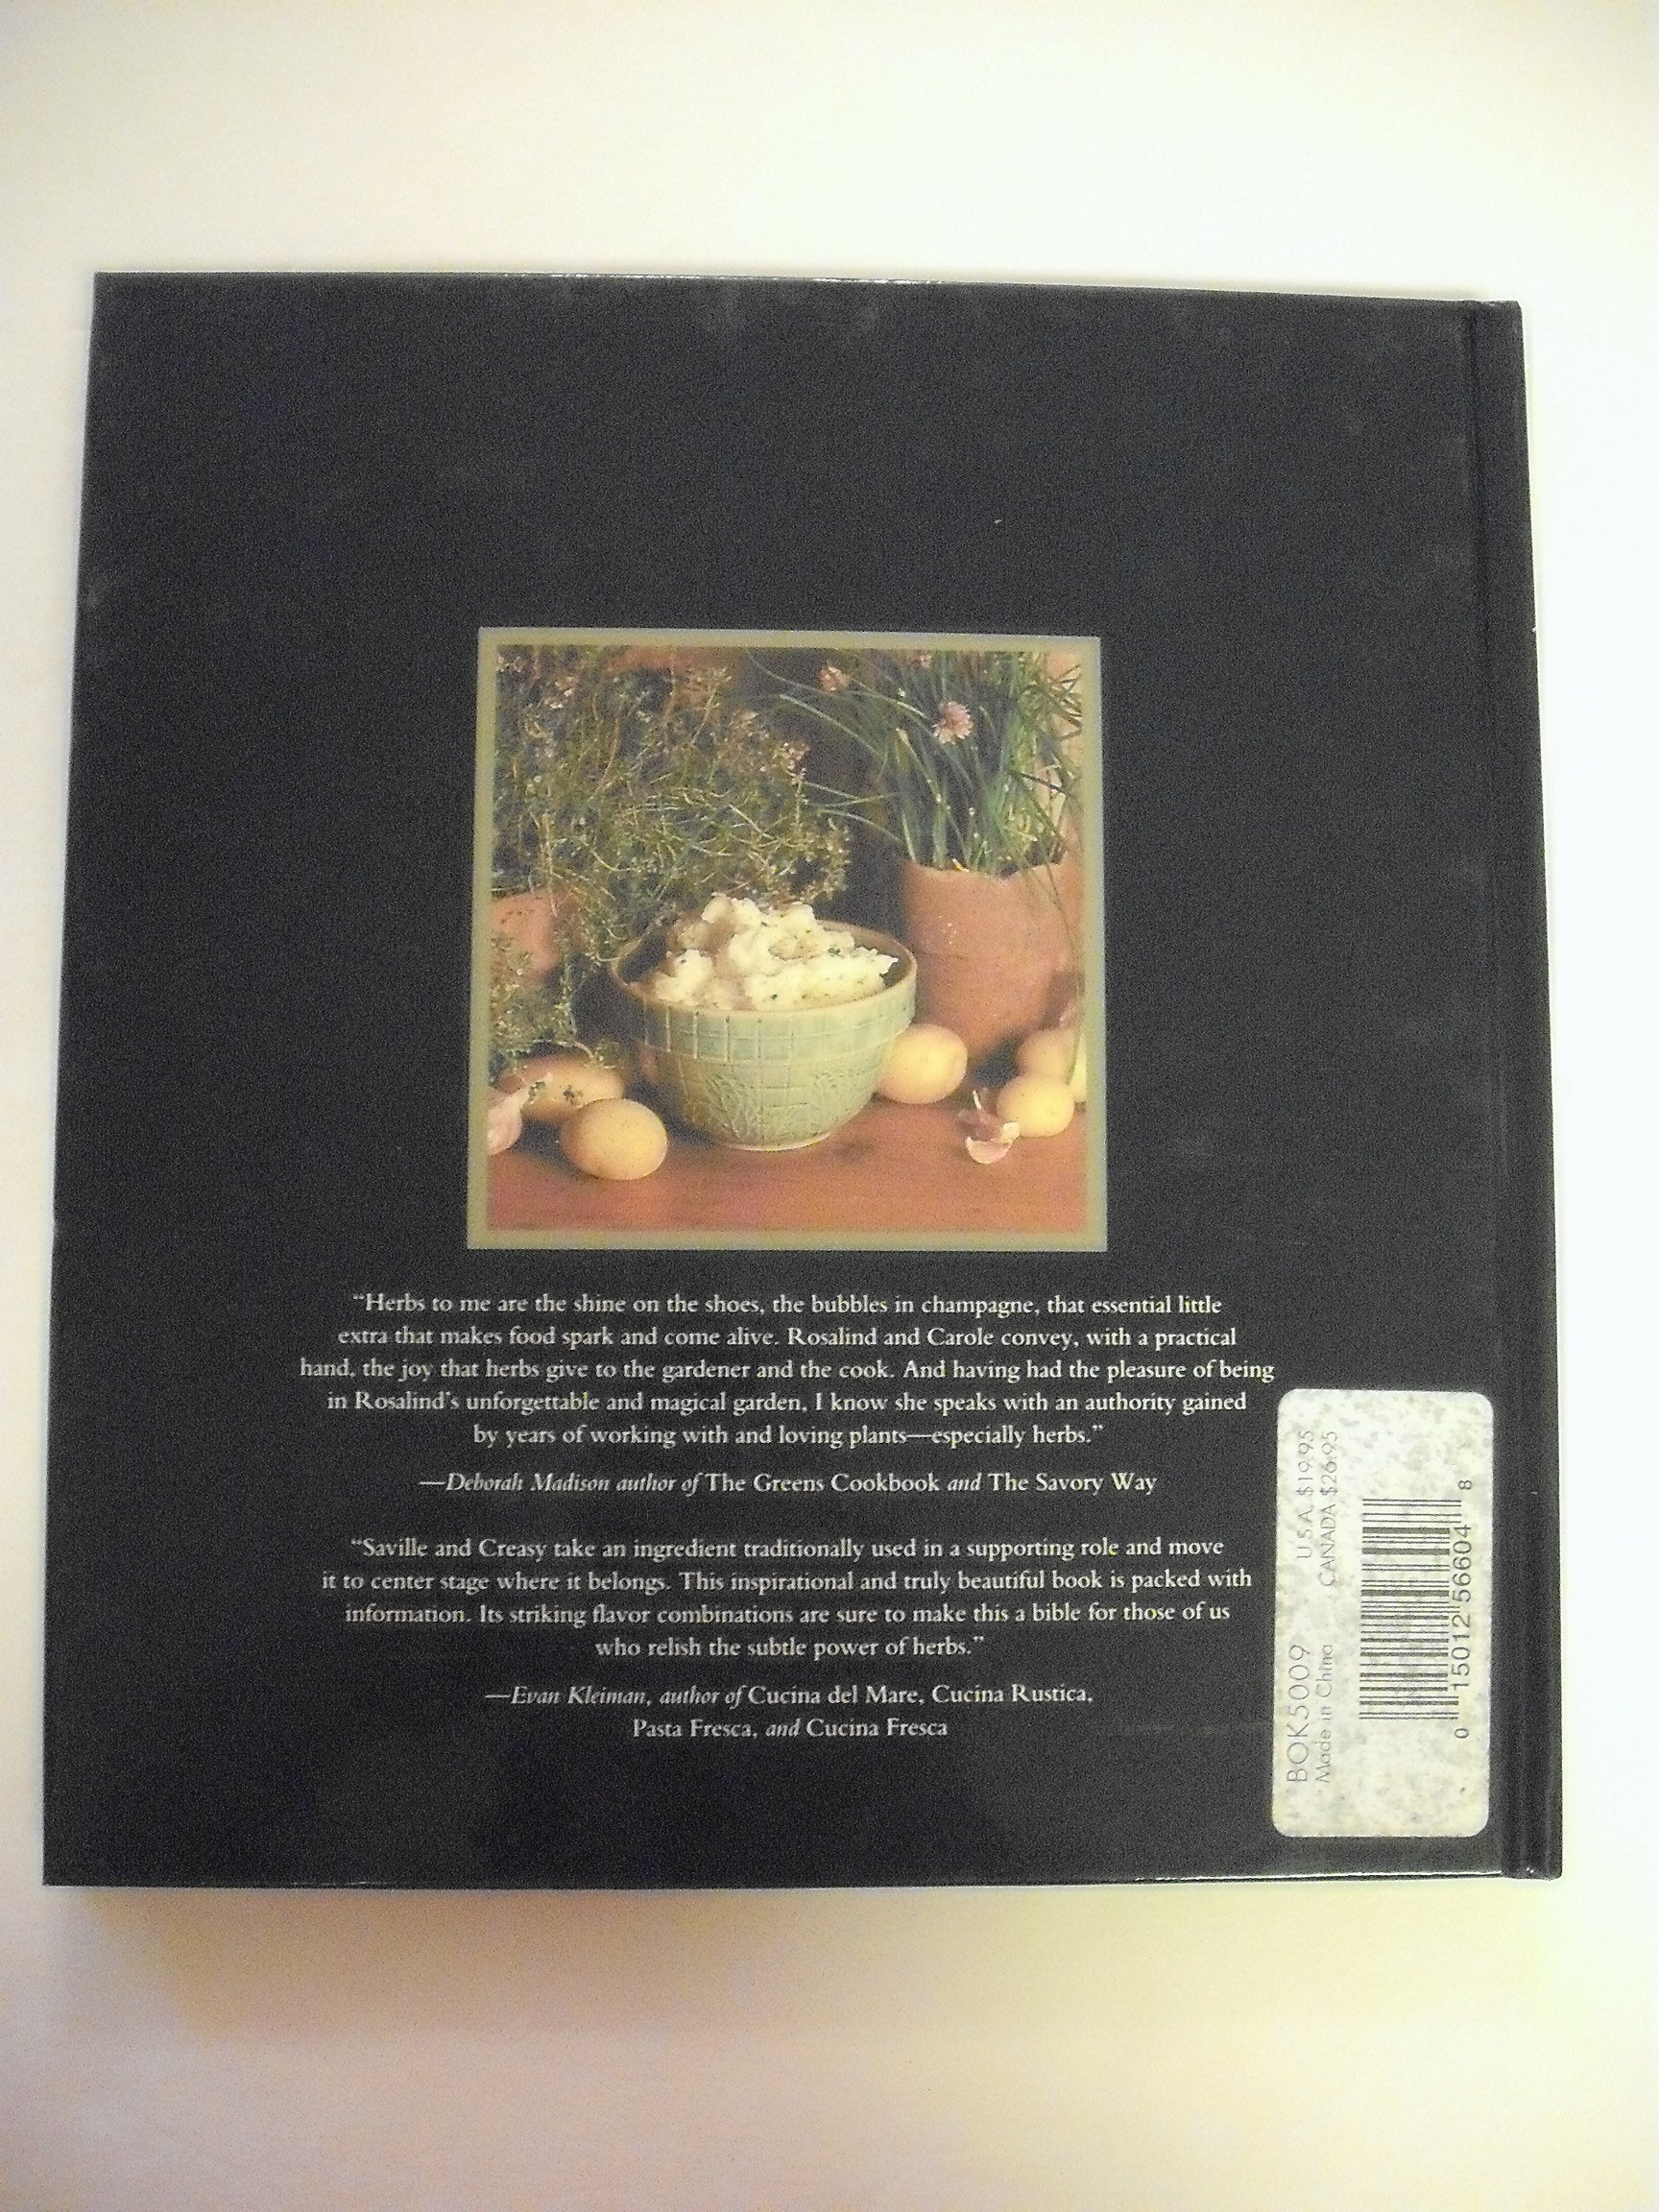 “Herbs to me are the shine on the shoes, the bubbles in champagne, that essential little
extra that makes food spark and come alive. Rosalind and Carole convey, with a practical
hand, the joy that herbs give to the gardener and the cook. And having had the pleasure of being
in Rosalind’s unforgettable and magical garden, I know she speaks with an authority gained
by years of working with and loving plants—especially herbs.”
—Deborah Madison author of The Greens Cookbook and The Savory Way
“Saville and Creasy take an ingredient traditionally used in a supporting role and move
it to center stage where it belongs. This inspirational and truly beautiful book is packed with
information. Its striking flavor combinations are sure to make this a bible for those of us
who relish the subtle power of herbs.”
—Evan Kleiman, author of Cucina del Mare, Cucina Rustica,
Pasta Fresca, and Cucina Fresca
BOK5009 U.S.A. $19.95
Made in China CANADA $26.95
0 15012 56604 8